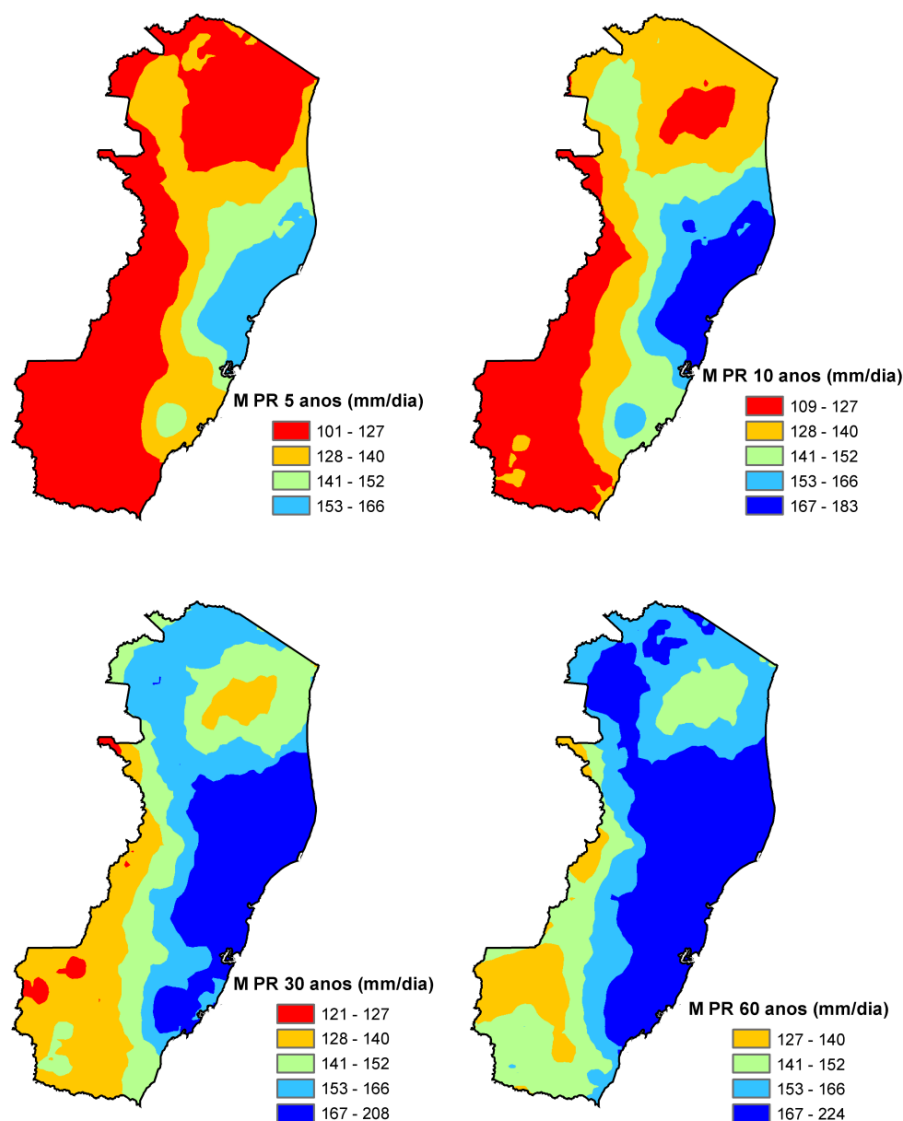 M PR 5 anos (mm/dia)
101 - 127
128 - 140
141 - 152
153 - 166
M PR 10 anos (mm/dia)
109 - 127
128 - 140
141 - 152
153 - 166
167 - 183
M PR 30 anos (mm/dia)
121 - 127
128 - 140
141 - 152
153 - 166
167 - 208
M PR 60 anos (mm/dia)
127 - 140
141 - 152
153 - 166
167 - 224